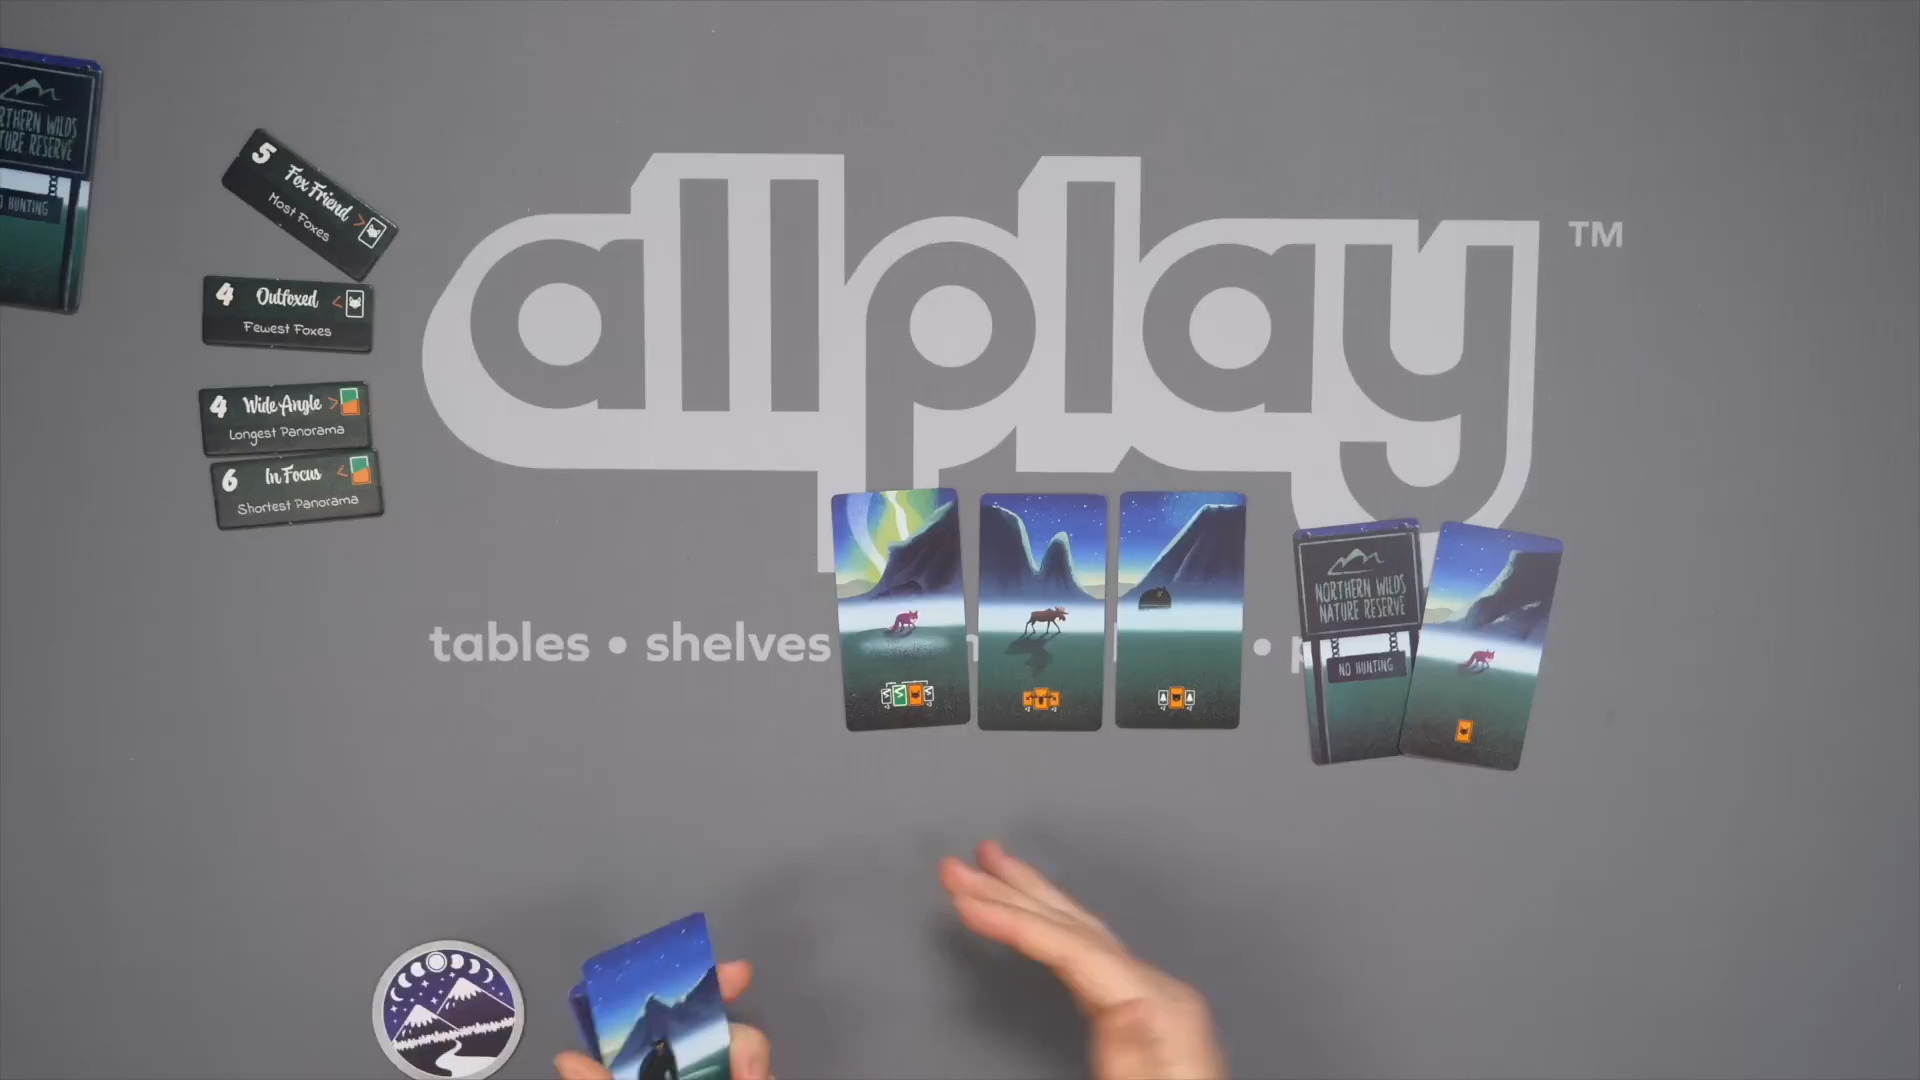 RTHERN WILDS
TURE RESERVE
O HUNTING
5 Fox Friend >
Most Foxes
4 Outfoxed <
Fewest Foxes
4 Wide Angle >
Longest Panorama
6 In Focus <
Shortest Panorama
allplay TM
tables • shelves
• p
NORTHERN WILDS
NATURE RESERVE
NO HUNTING